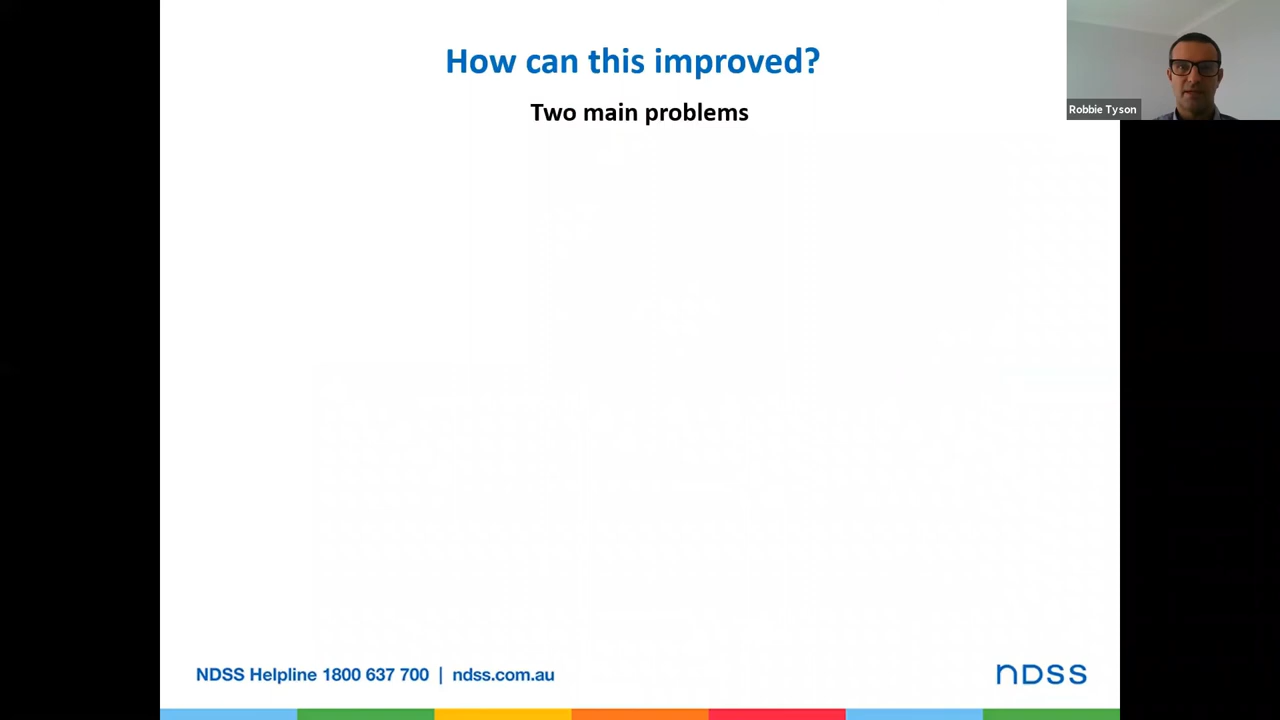 How can this improved?
Two main problems
Robbie Tyson
NDSS Helpline 1800 637 700 | ndss.com.au
NDSS